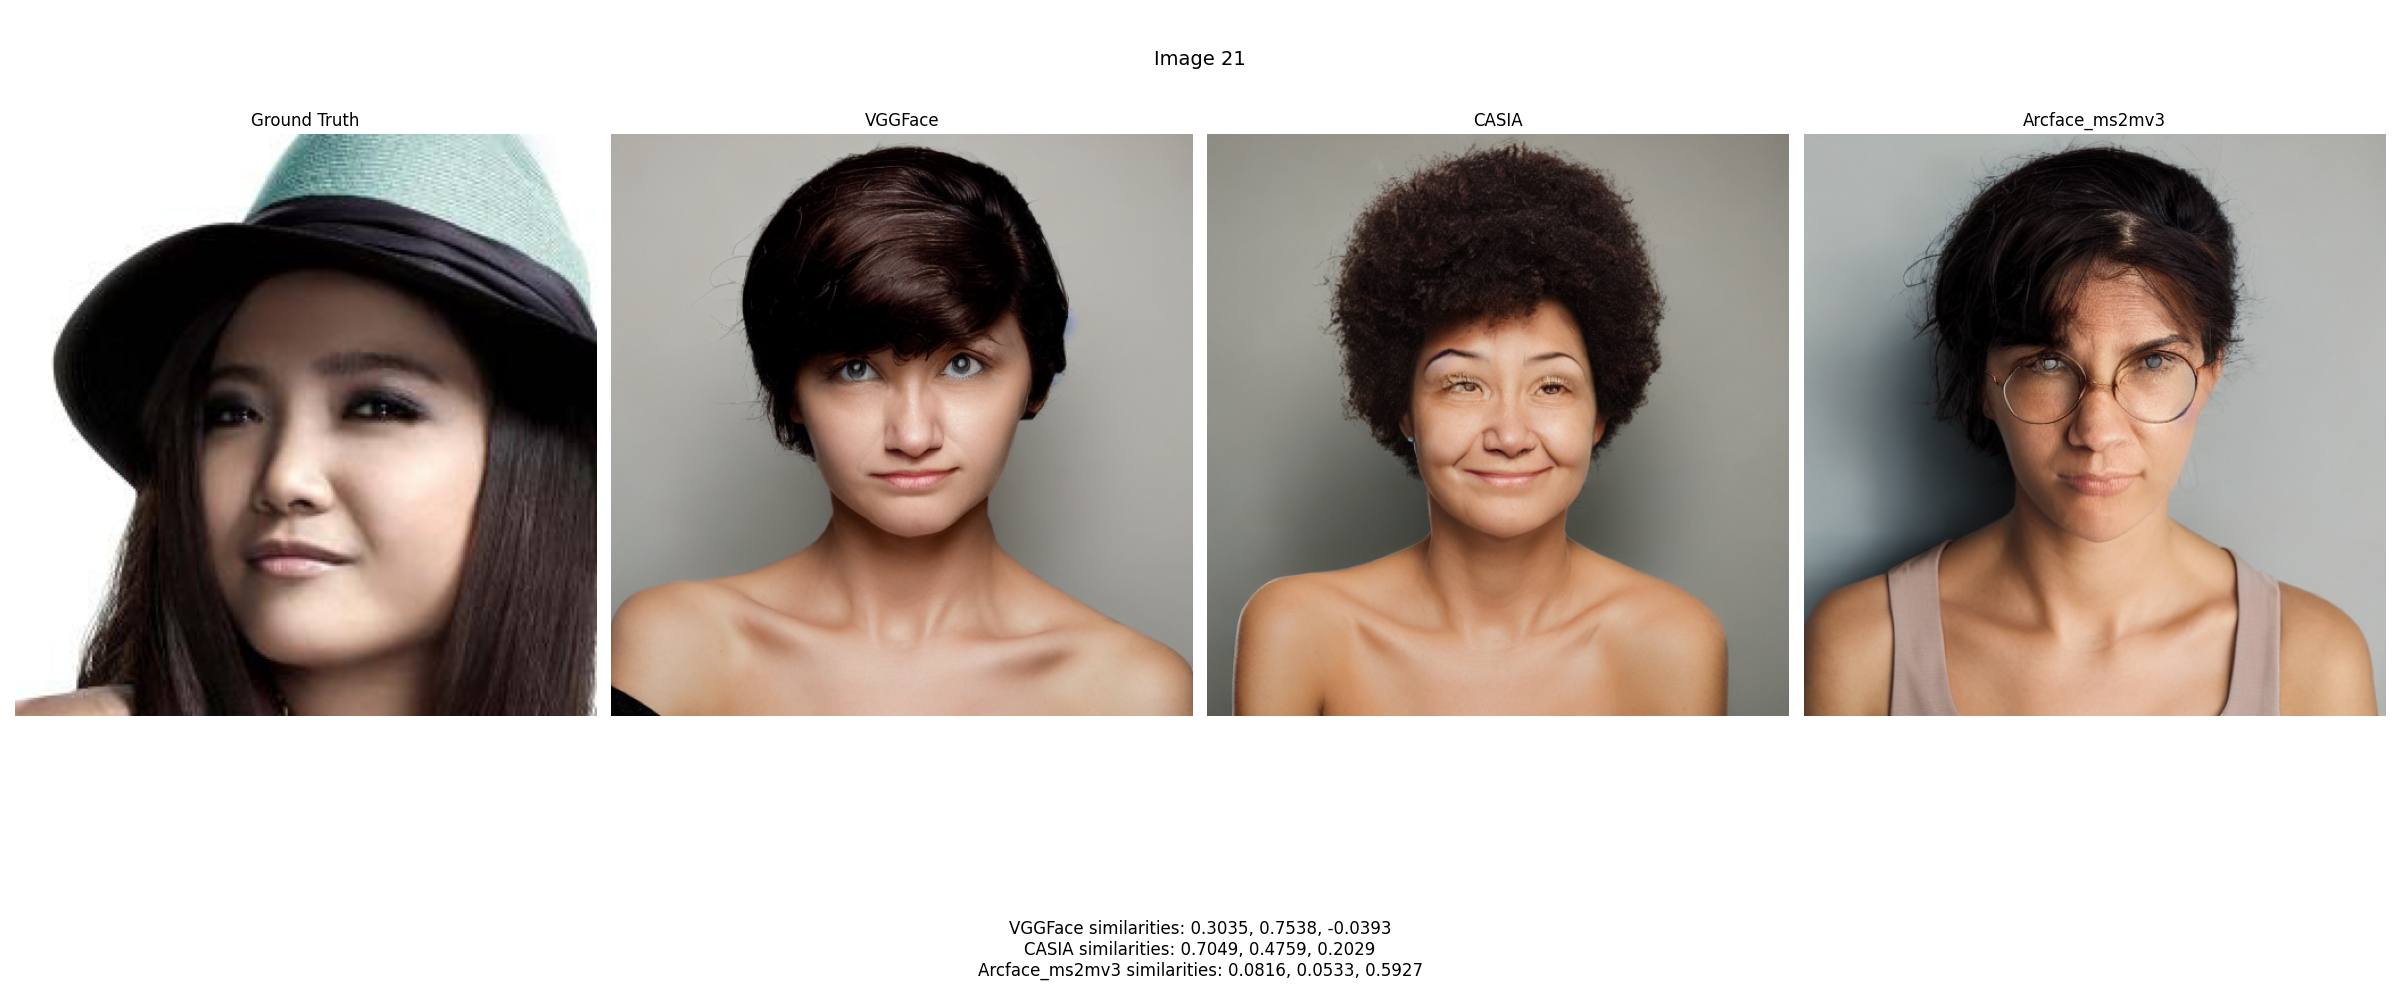 Image 21
Ground Truth
VGGFace
CASIA
Arcface_ms2mv3
VGGFace similarities: 0.3035, 0.7538, -0.0393
CASIA similarities: 0.7049, 0.4759, 0.2029
Arcface_ms2mv3 similarities: 0.0816, 0.0533, 0.5927